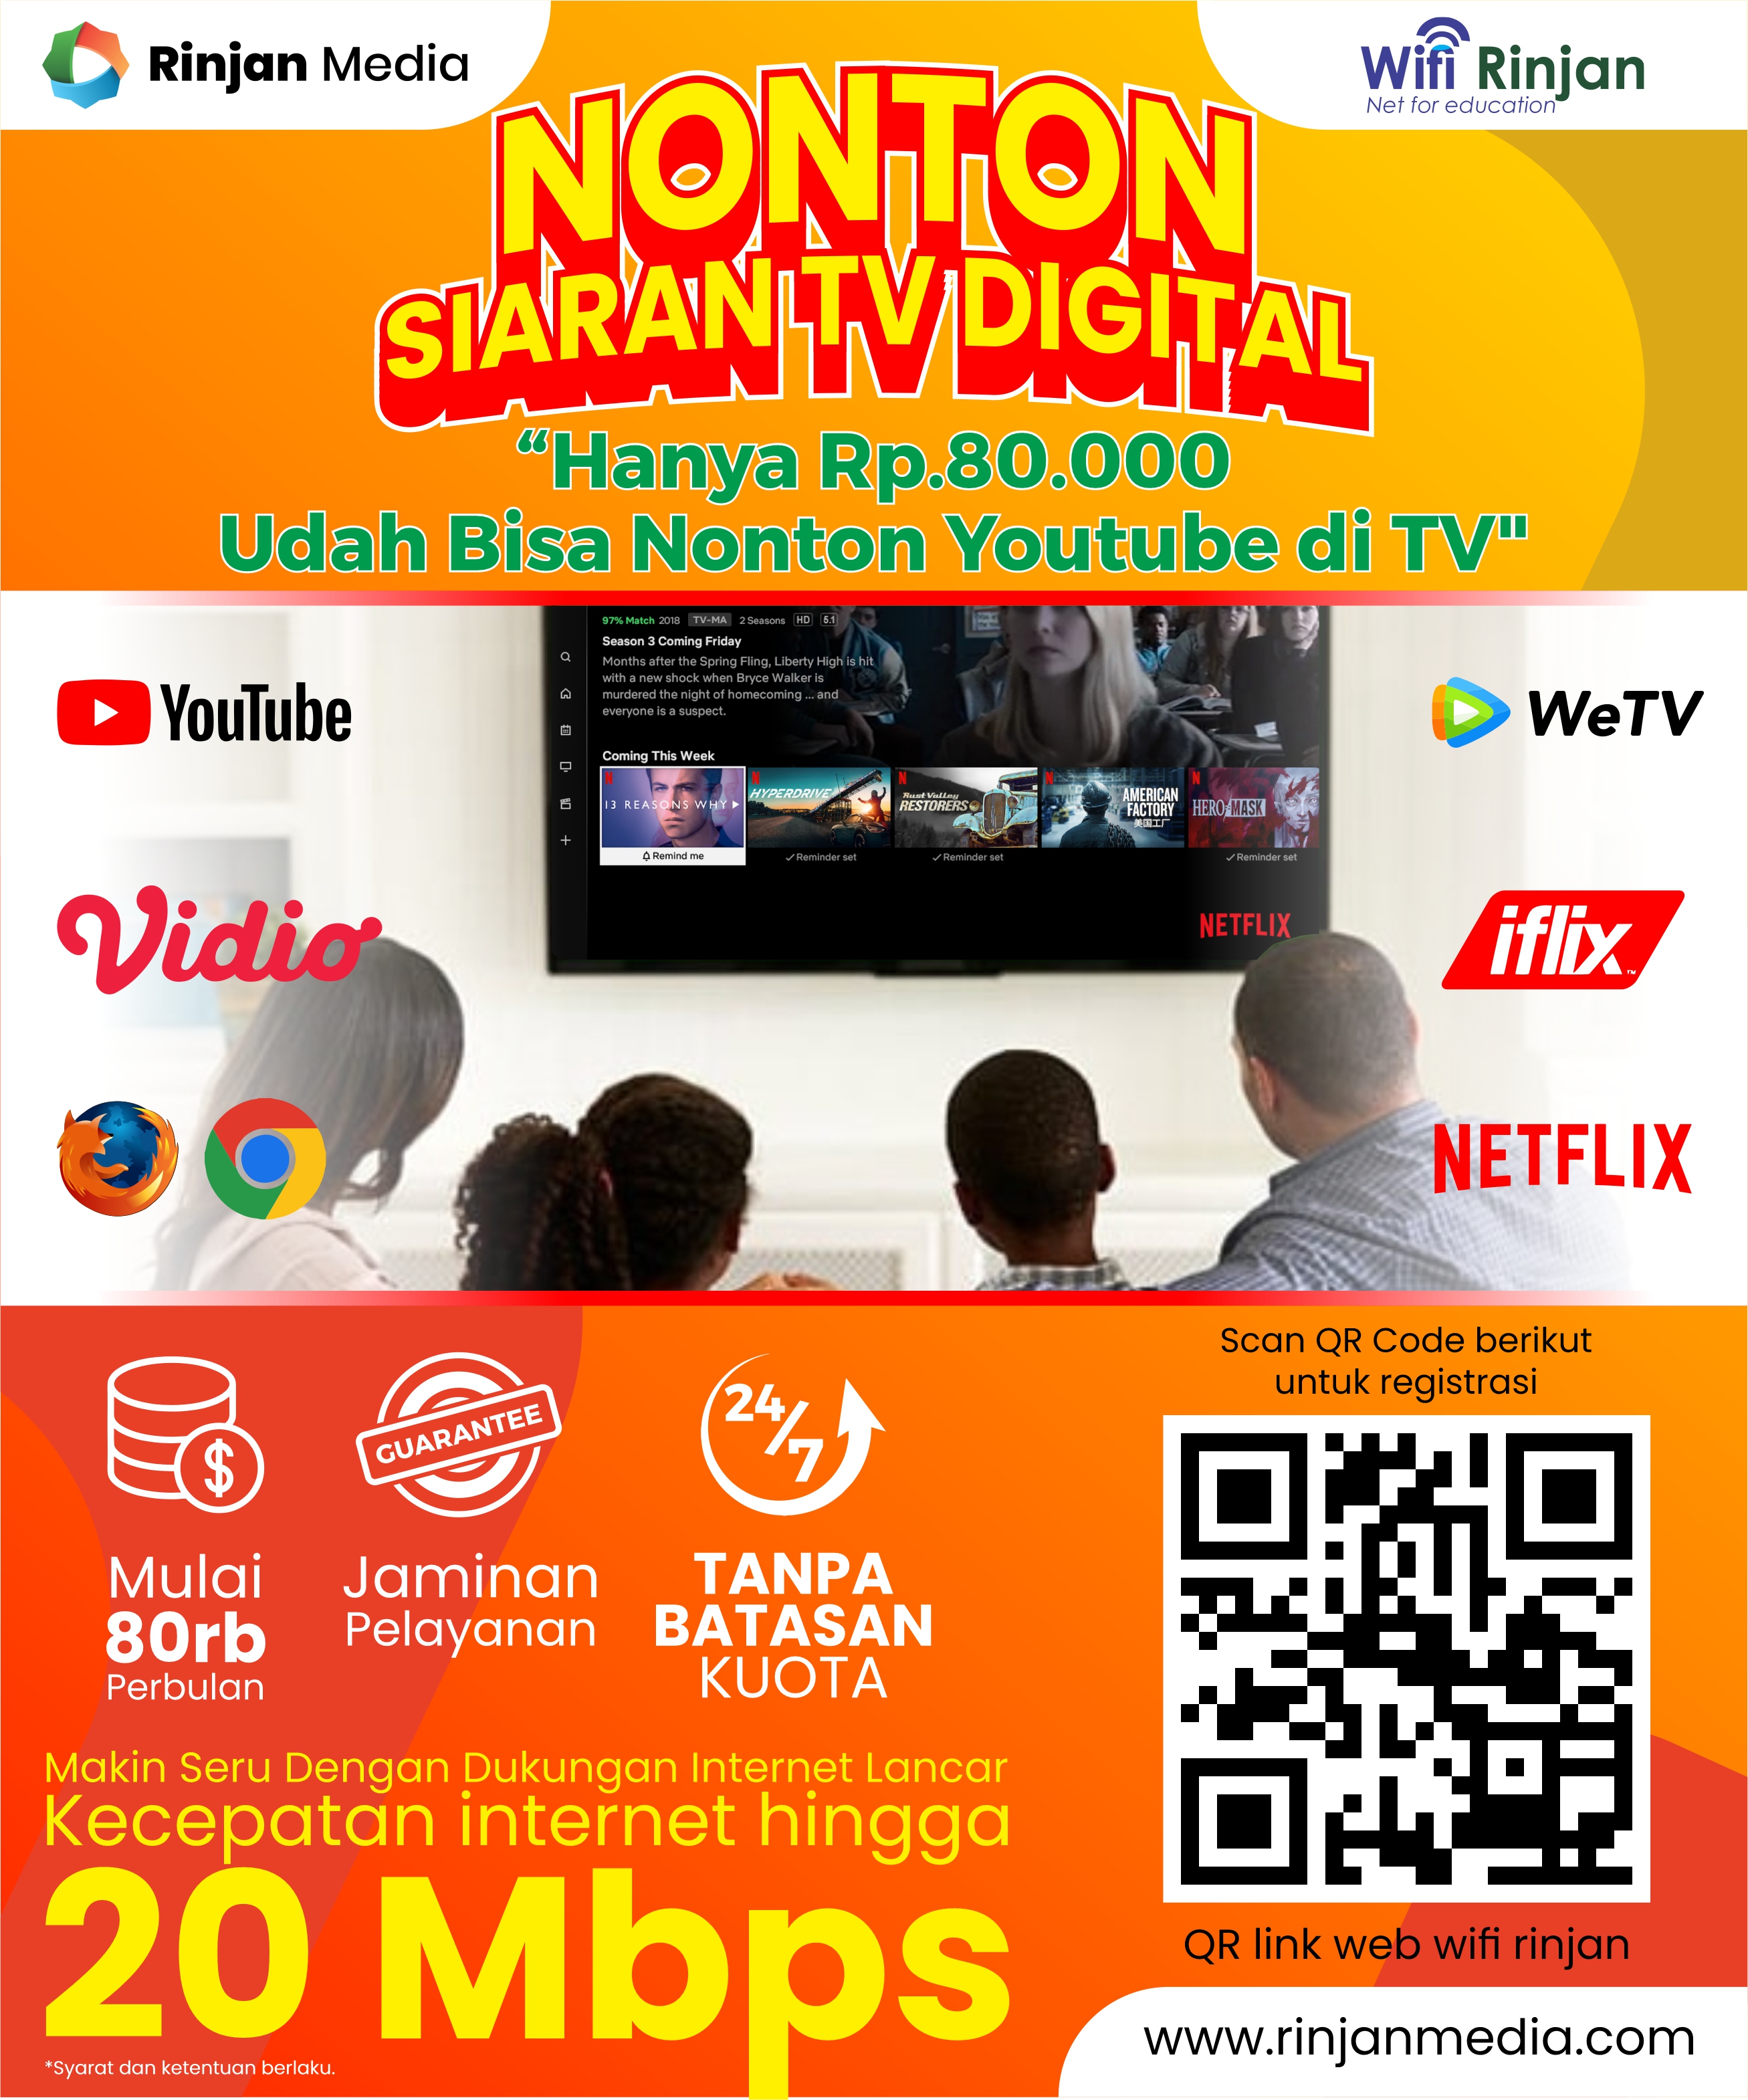 Rinjan Media
Wifi Rinjan
Net for education
NONTON
SIARAN TV DIGITAL
“Hanya Rp.80.000
Udah Bisa Nonton Youtube di TV"
YouTube
Vidio
WeTV
iflix™
NETFLIX
97% Match 2018 TV-MA 2 Seasons HD 5.1
Season 3 Coming Friday
Months after the Spring Fling, Liberty High is hit
with a new shock when Bryce Walker is
murdered the night of homecoming ... and
everyone is a suspect.
Coming This Week
N
13 REASONS WHY
N
HYPERDRIVE
N
Rust Valley
RESTORERS
N
AMERICAN
FACTORY
美国工厂
N
HERO MASK
Remind me
Reminder set
Reminder set
Reminder set
NETFLIX
GUARANTEE
24/7
Mulai
80rb
Perbulan
Jaminan
Pelayanan
TANPA
BATASAN
KUOTA
Makin Seru Dengan Dukungan Internet Lancar
Kecepatan internet hingga
20 Mbps
*Syarat dan ketentuan berlaku.
Scan QR Code berikut
untuk registrasi
QR link web wifi rinjan
www.rinjanmedia.com